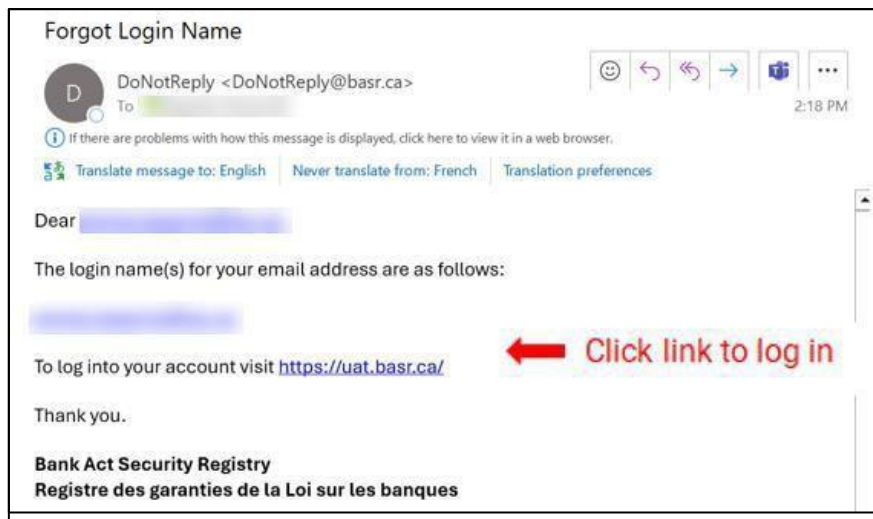 Forgot Login Name
D
DoNotReply <DoNotReply@basr.ca>
To
2:18 PM
If there are problems with how this message is displayed, click here to view it in a web browser.
Translate message to: English Never translate from: French Translation preferences
Dear
The login name(s) for your email address are as follows:
Click link to log in
To log into your account visit https://uat.basr.ca/
Thank you.
Bank Act Security Registry
Registre des garanties de la Loi sur les banques